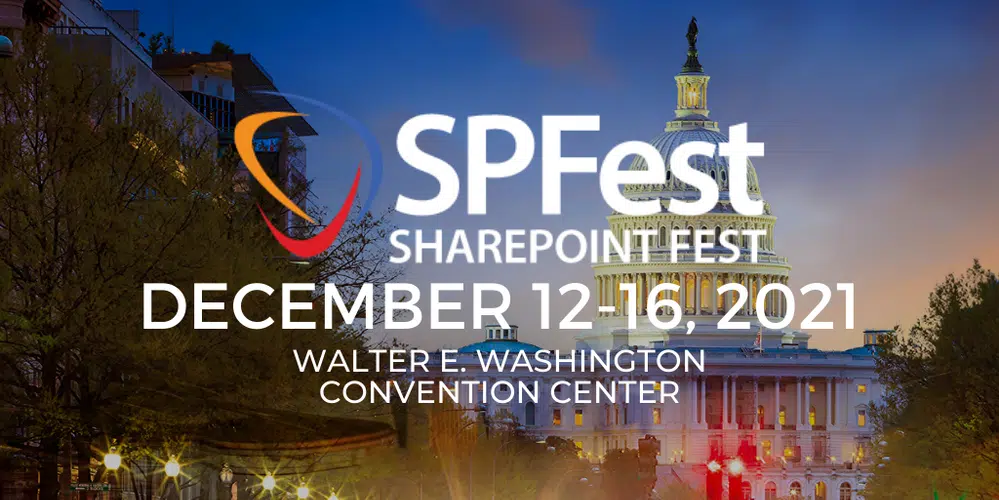 SPFest
SHAREPOINT FEST
DECEMBER 12-16, 2021
WALTER E. WASHINGTON
CONVENTION CENTER